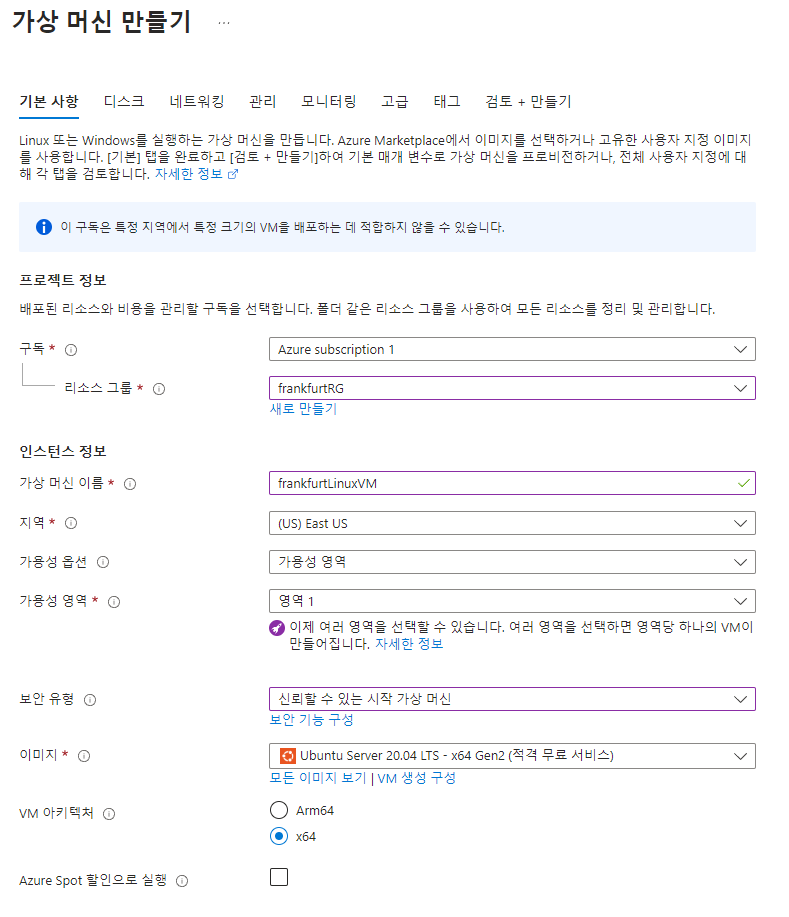 가상 머신 만들기 ...
기본 사항 디스크 네트워킹 관리 모니터링 고급 태그 검토 + 만들기
Linux 또는 Windows를 실행하는 가상 머신을 만듭니다. Azure Marketplace에서 이미지를 선택하거나 고유한 사용자 지정 이미지
를 사용합니다. [기본] 탭을 완료하고 [검토 + 만들기]하여 기본 매개 변수로 가상 머신을 프로비전하거나, 전체 사용자 지정에 대
해 각 탭을 검토합니다. 자세한 정보
이 구독은 특정 지역에서 특정 크기의 VM을 배포하는 데 적합하지 않을 수 있습니다.
프로젝트 정보
배포된 리소스와 비용을 관리할 구독을 선택합니다. 폴더 같은 리소스 그룹을 사용하여 모든 리소스를 정리 및 관리합니다.
구독 * Azure subscription 1
리소스 그룹 * frankfurtRG
새로 만들기
인스턴스 정보
가상 머신 이름 * frankfurtLinuxVM
지역 * (US) East US
가용성 옵션 가용성 영역
가용성 영역 * 영역 1
이제 여러 영역을 선택할 수 있습니다. 여러 영역을 선택하면 영역당 하나의 VM이
만들어집니다. 자세한 정보
보안 유형 신뢰할 수 있는 시작 가상 머신
보안 기능 구성
이미지 * Ubuntu Server 20.04 LTS - x64 Gen2 (적격 무료 서비스)
모든 이미지 보기 | VM 생성 구성
VM 아키텍처 Arm64
x64
Azure Spot 할인으로 실행